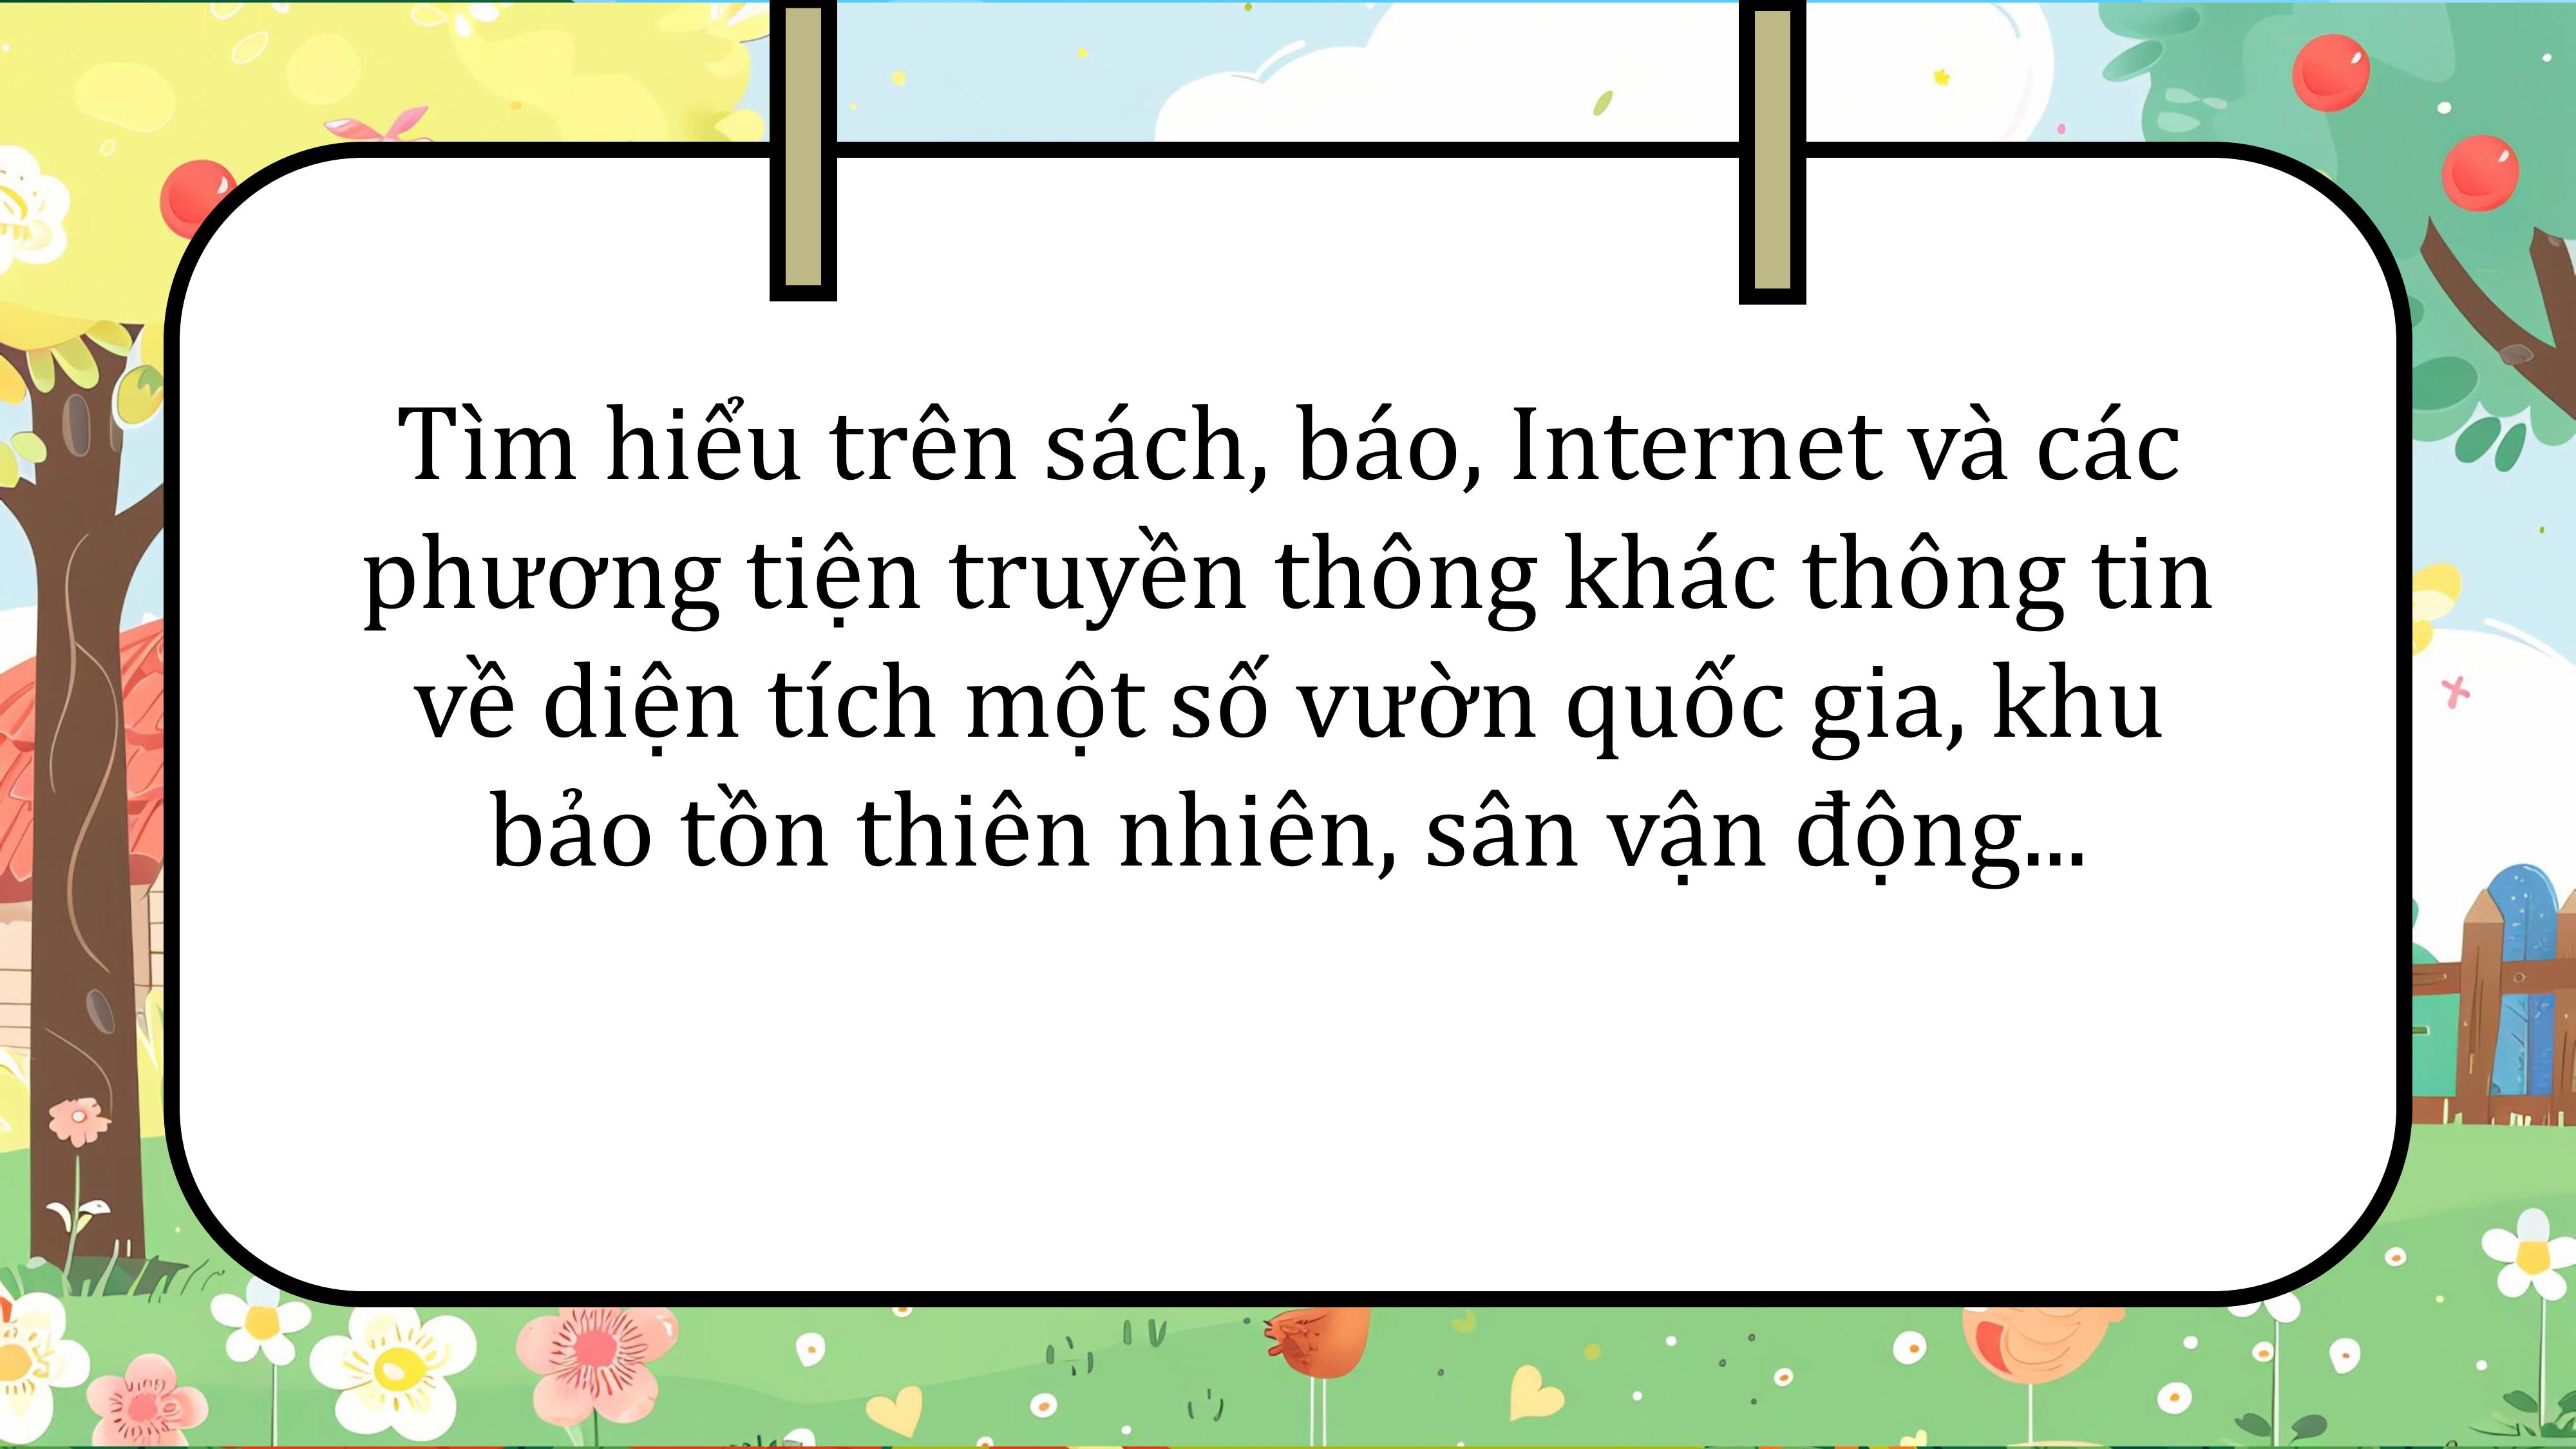 Tìm hiểu trên sách, báo, Internet và các
phương tiện truyền thông khác thông tin
về diện tích một số vườn quốc gia, khu
bảo tồn thiên nhiên, sân vận động...